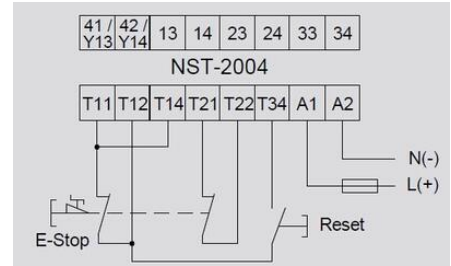 41 / Y13 42 / Y14 13 14 23 24 33 34
NST-2004
T11 T12 T14 T21 T22 T34 A1 A2
N(-)
L(+)
Reset
E-Stop